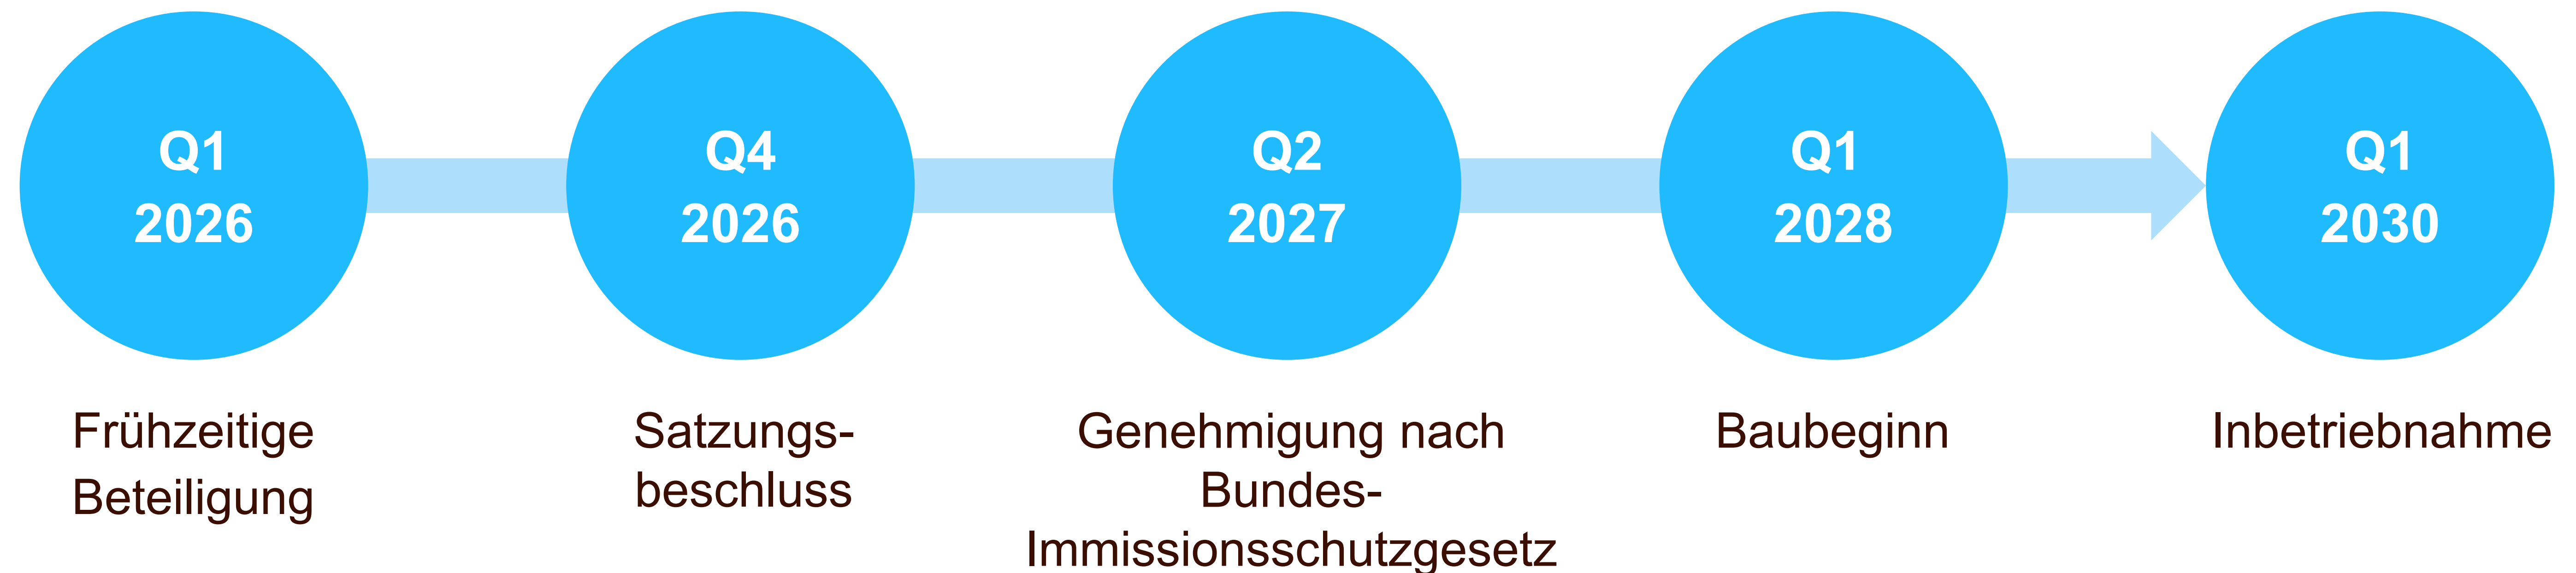 Q1
2026
Q4
2026
Q2
2027
Q1
2028
Q1
2030
Frühzeitige
Beteiligung
Satzungs-
beschluss
Genehmigung nach
Bundes-
Immissionsschutzgesetz
Baubeginn
Inbetriebnahme